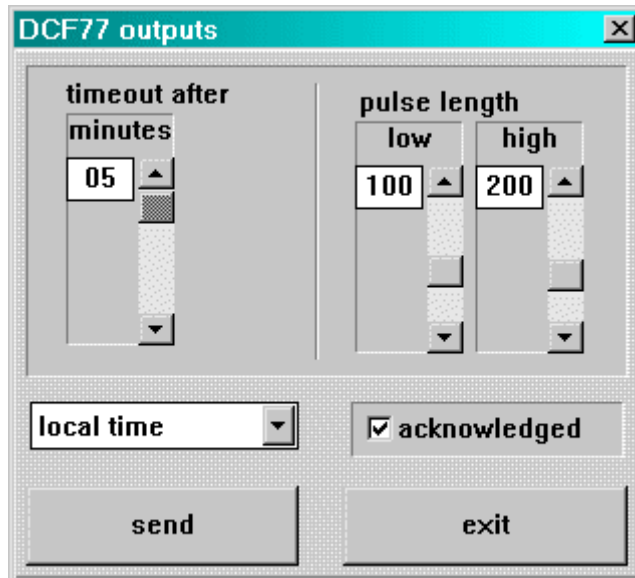 DCF77 outputs
timeout after
minutes
05
pulse length
low
high
100
200
local time
acknowledged
send
exit